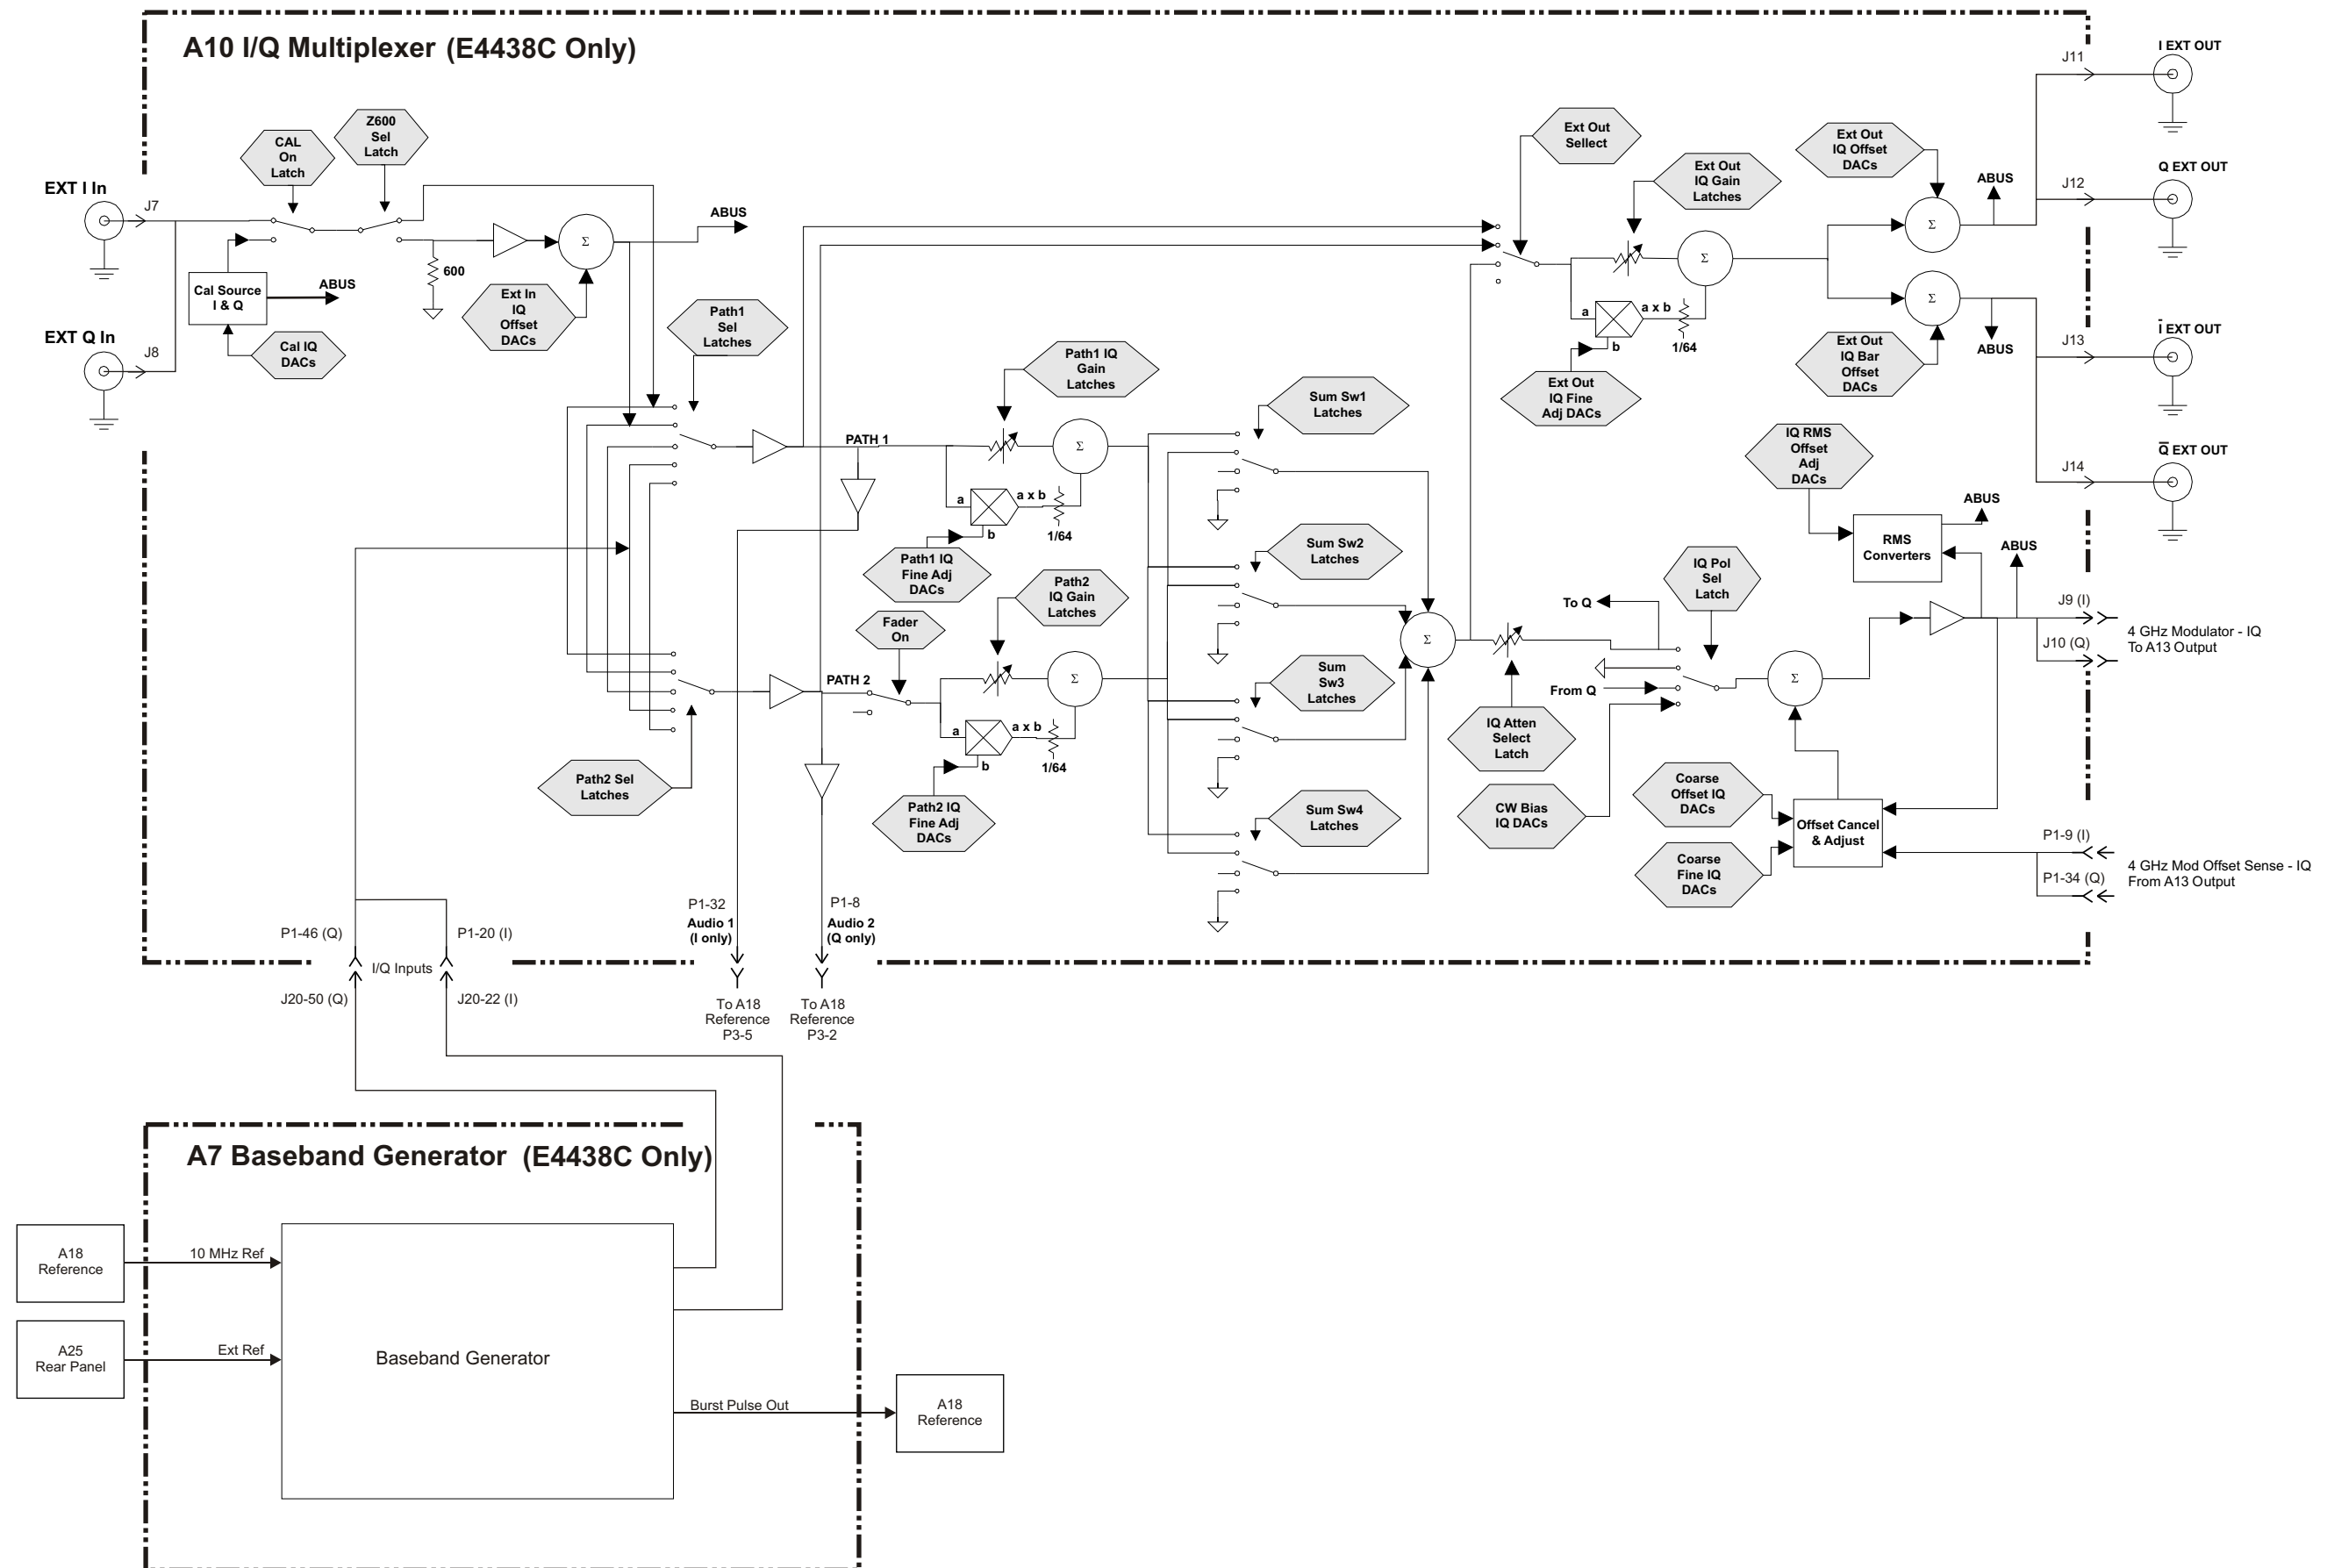 A10 I/Q Multiplexer (E4438C Only)
I EXT OUT
J11
Q EXT OUT
J12
I EXT OUT
J13
Q EXT OUT
J14
CAL
On
Latch
Z600
Sel
Latch
EXT I In
J7
EXT Q In
J8
Cal Source
I & Q
ABUS
Cal IQ
DACs
600
Σ
ABUS
Ext In
IQ
Offset
DACs
Path1
Sel
Latches
Ext Out
Sellect
Ext Out
IQ Gain
Latches
Σ
a
a x b
b
1/64
Ext Out
IQ Fine
Adj DACs
Ext Out
IQ Offset
DACs
Σ
ABUS
Σ
ABUS
Ext Out
IQ Bar
Offset
DACs
PATH 1
Path1 IQ
Gain
Latches
Σ
a
a x b
b
1/64
Path1 IQ
Fine Adj
DACs
Path2
IQ Gain
Latches
Fader
On
PATH 2
Σ
a
a x b
b
1/64
Path2 IQ
Fine Adj
DACs
Path2 Sel
Latches
Sum Sw1
Latches
Sum Sw2
Latches
Sum
Sw3
Latches
Sum Sw4
Latches
Σ
IQ Atten
Select
Latch
To Q
From Q
CW Bias
IQ DACs
IQ Pol
Sel
Latch
Σ
IQ RMS
Offset
Adj
DACs
RMS
Converters
ABUS
ABUS
J9 (I)
J10 (Q)
4 GHz Modulator - IQ
To A13 Output
Coarse
Offset IQ
DACs
Coarse
Fine IQ
DACs
Offset Cancel
& Adjust
P1-9 (I)
P1-34 (Q)
4 GHz Mod Offset Sense - IQ
From A13 Output
P1-46 (Q)
P1-20 (I)
I/Q Inputs
J20-50 (Q)
J20-22 (I)
P1-32
Audio 1
(I only)
To A18
Reference
P3-5
P1-8
Audio 2
(Q only)
To A18
Reference
P3-2
A7 Baseband Generator (E4438C Only)
A18
Reference
10 MHz Ref
A25
Rear Panel
Ext Ref
Baseband Generator
Burst Pulse Out
A18
Reference